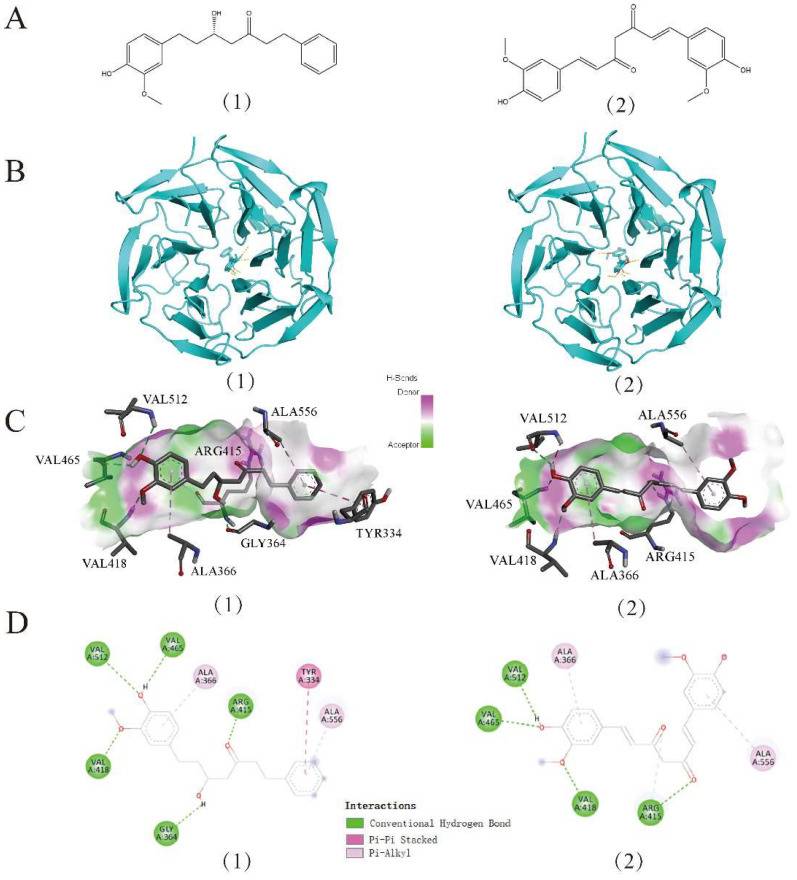 A
OH
O
HO
O
(1)
O
O
O
HO
OH
O
(2)
B
(1)
(2)
C
H-Bonds
Donor
Acceptor
VAL512
ALA556
VAL465
ARG415
VAL418
ALA366
GLY364
TYR334
(1)
VAL512
ALA556
VAL465
VAL418
ALA366
ARG415
(2)
D
VAL
A:512
VAL
A:465
ALA
A:366
ARG
A:415
TYR
A:334
ALA
A:556
VAL
A:418
GLY
A:364
H
O
O
O
O
H
(1)
Interactions
Conventional Hydrogen Bond
Pi-Pi Stacked
Pi-Alkyl
ALA
A:366
VAL
A:512
VAL
A:465
VAL
A:418
ARG
A:415
ALA
A:556
O
O
H
O
O
O
O
(2)